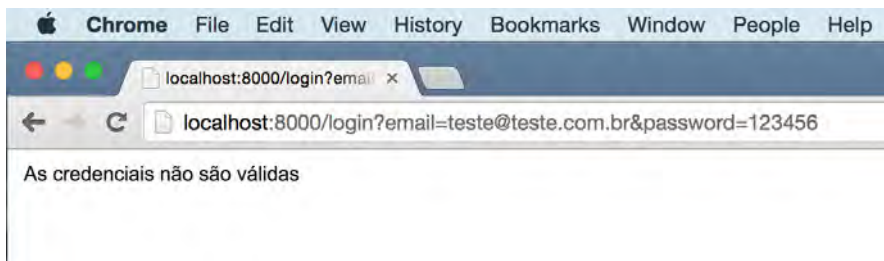 Chrome File Edit View History Bookmarks Window People Help
localhost:8000/login?email
localhost:8000/login?email=teste@teste.com.br&password=123456
As credenciais não são válidas